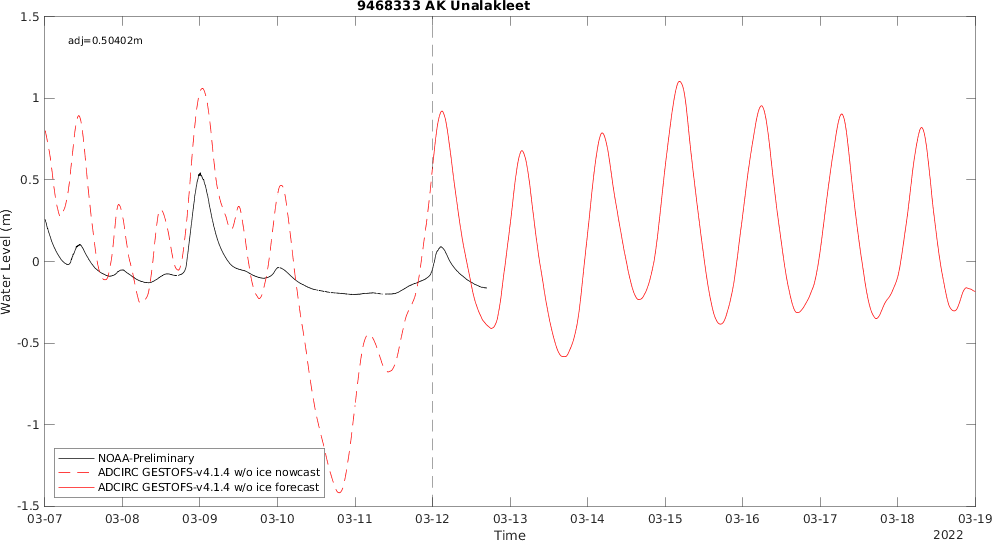 9468333 AK Unalakleet
adj=0.50402m
1.5
1
0.5
0
-0.5
-1
-1.5
Water Level (m)
NOAA-Preliminary
ADCIRC GESTOFS-v4.1.4 w/o ice nowcast
ADCIRC GESTOFS-v4.1.4 w/o ice forecast
03-07 03-08 03-09 03-10 03-11 03-12 03-13 03-14 03-15 03-16 03-17 03-18 03-19
Time
2022